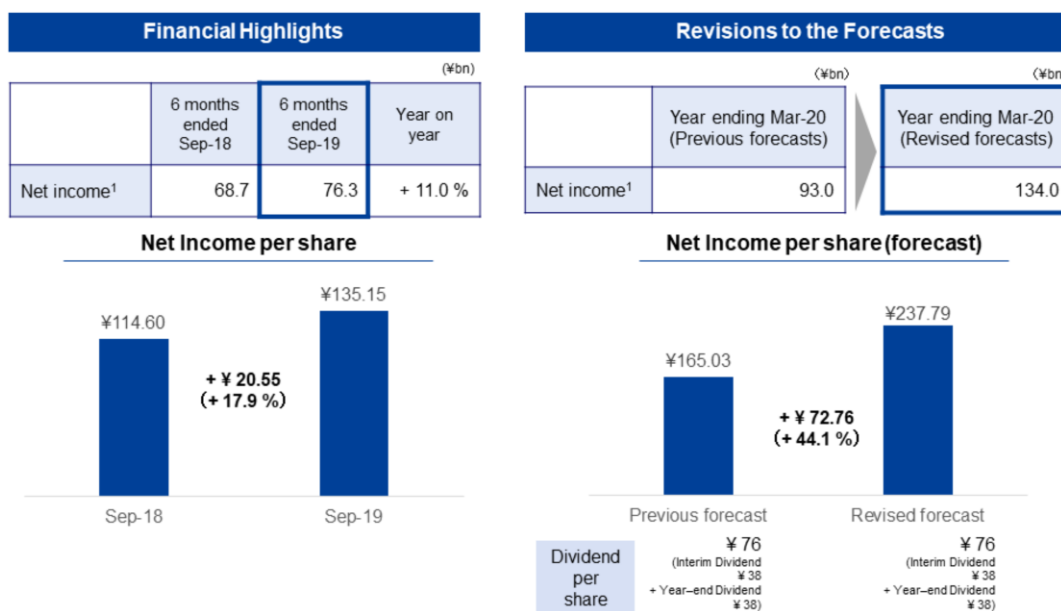 Financial Highlights
(¥bn)
6 months
ended
Sep-18
6 months
ended
Sep-19
Year on
year
Net income¹
68.7
76.3
+ 11.0 %
Net Income per share
¥114.60
¥135.15
+ ¥ 20.55
(+ 17.9 %)
Sep-18
Sep-19
Revisions to the Forecasts
(¥bn)
(¥bn
Year ending Mar-20
(Previous forecasts)
Year ending Mar-20
(Revised forecasts)
Net income¹
93.0
134.0
Net Income per share (forecast)
¥165.03
¥237.79
+ ¥ 72.76
(+ 44.1 %)
Previous forecast
Revised forecast
Dividend
per
share
¥ 76
(Interim Dividend
¥ 38
+ Year–end Dividend
¥ 38)
¥ 76
(Interim Dividend
¥ 38
+ Year–end Dividend
¥ 38)